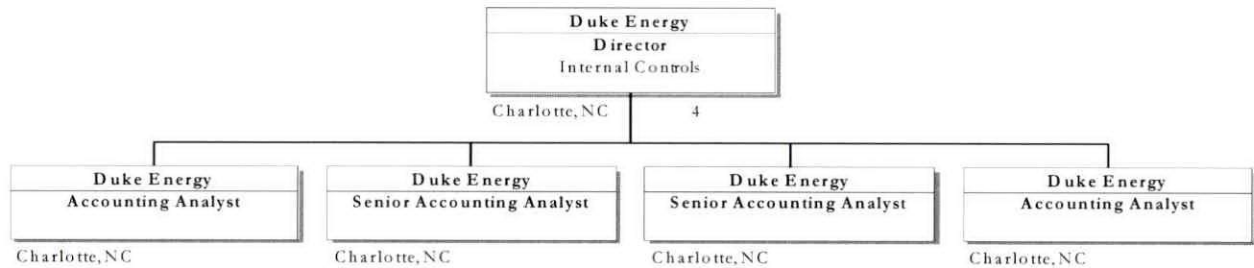 Duke Energy
Director
Internal Controls
Charlotte, NC 4
Duke Energy
Accounting Analyst
Charlotte, NC
Duke Energy
Senior Accounting Analyst
Charlotte, NC
Duke Energy
Senior Accounting Analyst
Charlotte, NC
Duke Energy
Accounting Analyst
Charlotte, NC